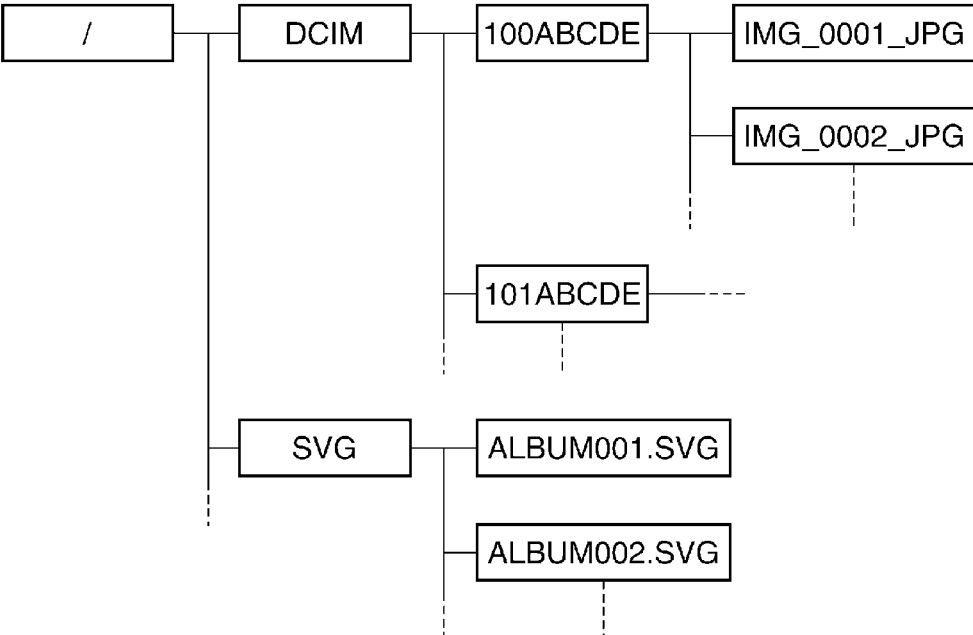 / DCIM 100ABCDE IMG_0001_JPG
IMG_0002_JPG
101ABCDE
SVG ALBUM001.SVG
ALBUM002.SVG